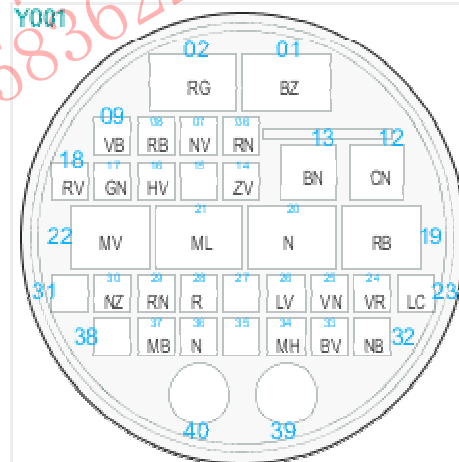 Y001
02 01
RG BZ
09 08 07 06
VB RB NV RN
13 12
18 17 16 15 14
RV GN HV ZV BN CN
21 20
22 MV ML N RB 19
31 30 29 28 27 26 25 24 23
NZ RN R LV VN VR LC
38 37 36 35 34 33 32
MB N MH BV NB
40 39